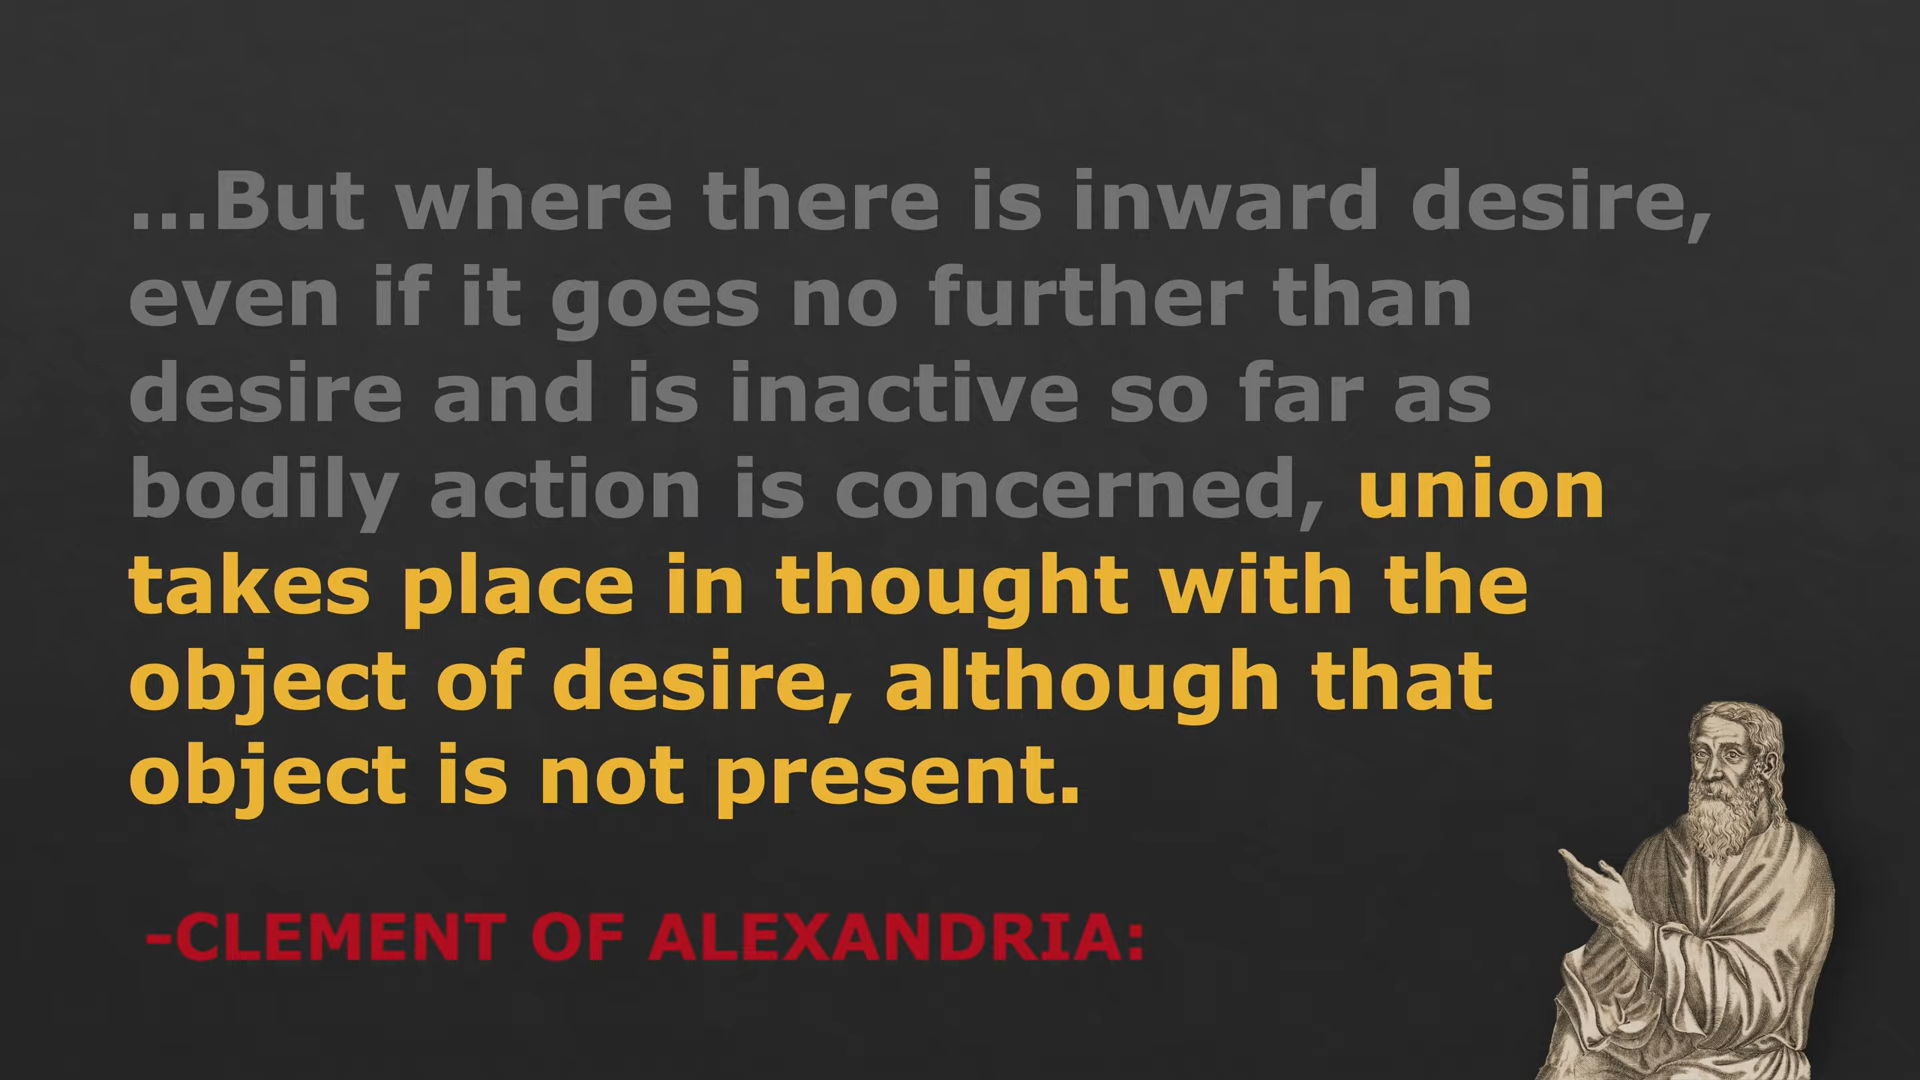 ...But where there is inward desire,
even if it goes no further than
desire and is inactive so far as
bodily action is concerned, union
takes place in thought with the
object of desire, although that
object is not present.
-CLEMENT OF ALEXANDRIA: